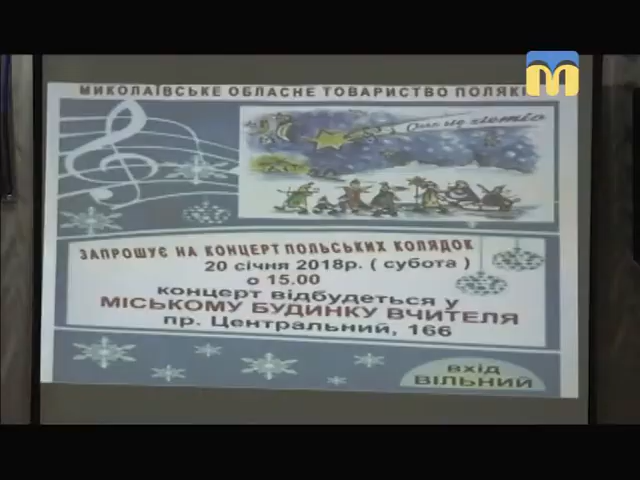 МИКОЛАЇВСЬКЕ ОБЛАСНЕ ТОВАРИСТВО ПОЛЯКІВ
ЗАПРОШУЄ НА КОНЦЕРТ ПОЛЬСЬКИХ КОЛЯДОК
20 січня 2018р. ( субота )
о 15.00
концерт відбудеться у
МІСЬКОМУ БУДИНКУ ВЧИТЕЛЯ
пр. Центральний, 166
вхід
ВІЛЬНИЙ